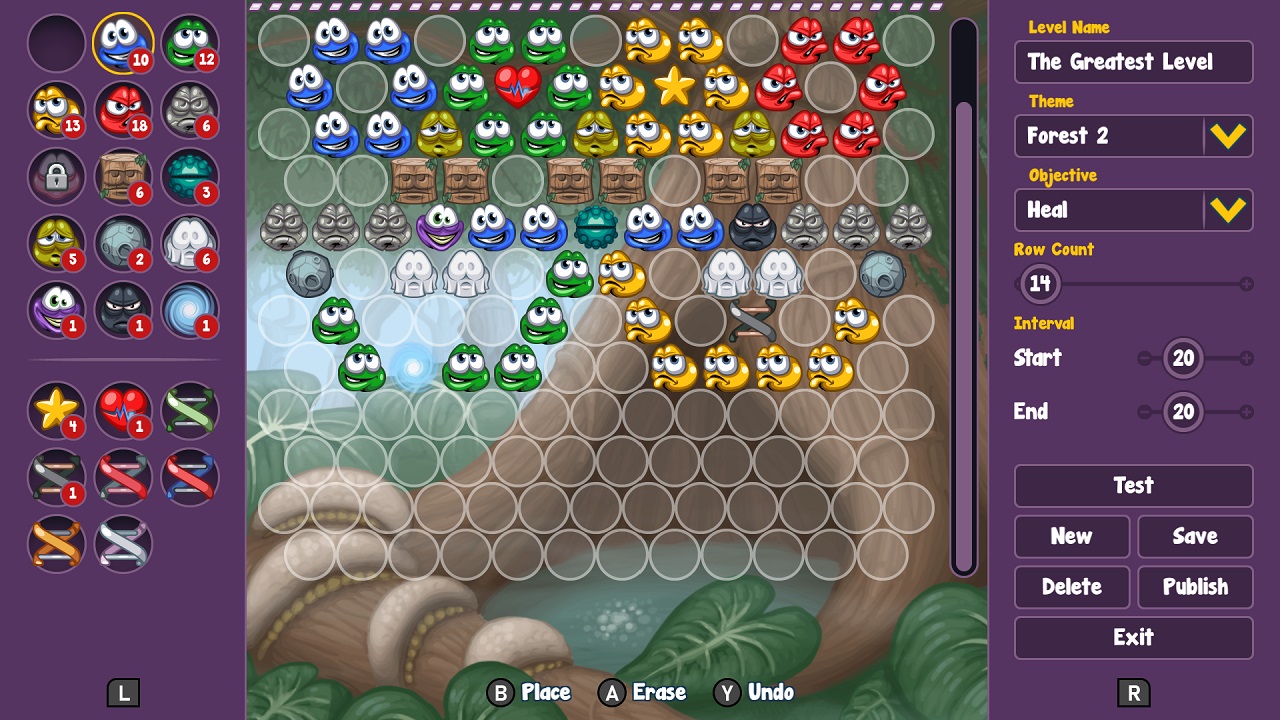 10
12
13
18
6
6
3
5
2
6
1
1
1
4
1
1
Level Name
The Greatest Level
Theme
Forest 2
Objective
Heal
Row Count
14
Interval
Start
20
End
20
Test
New
Save
Delete
Publish
Exit
L
B Place
A Erase
Y Undo
R